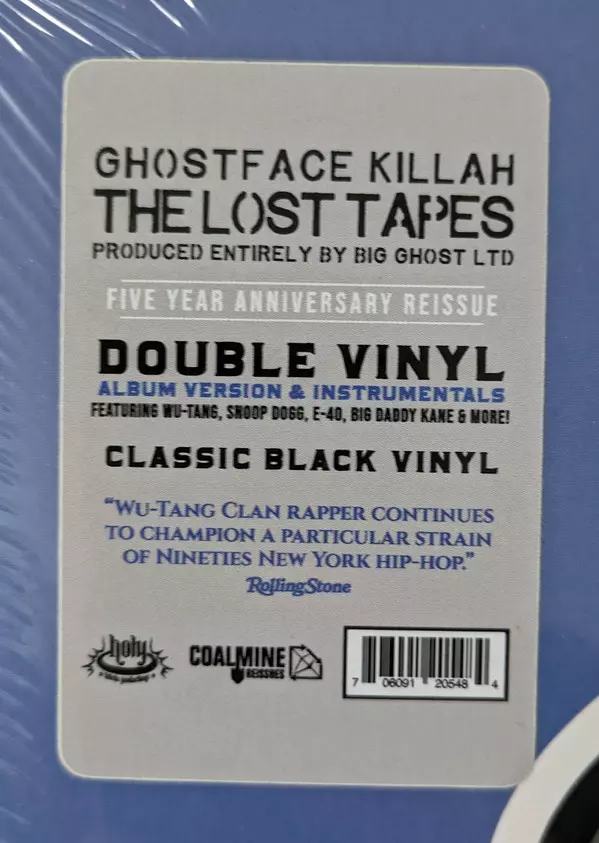 GHOSTFACE KILLAH
THE LOST TAPES
PRODUCED ENTIRELY BY BIG GHOST LTD
FIVE YEAR ANNIVERSARY REISSUE
DOUBLE VINYL
ALBUM VERSION & INSTRUMENTALS
FEATURING WU-TANG, SNOOP DOGG, E-40, BIG DADDY KANE & MORE!
CLASSIC BLACK VINYL
“WU-TANG CLAN RAPPER CONTINUES
TO CHAMPION A PARTICULAR STRAIN
OF NINETIES NEW YORK HIP-HOP.”
RollingStone
holy
COALMINE
REISSUES
7 06091 20548 4